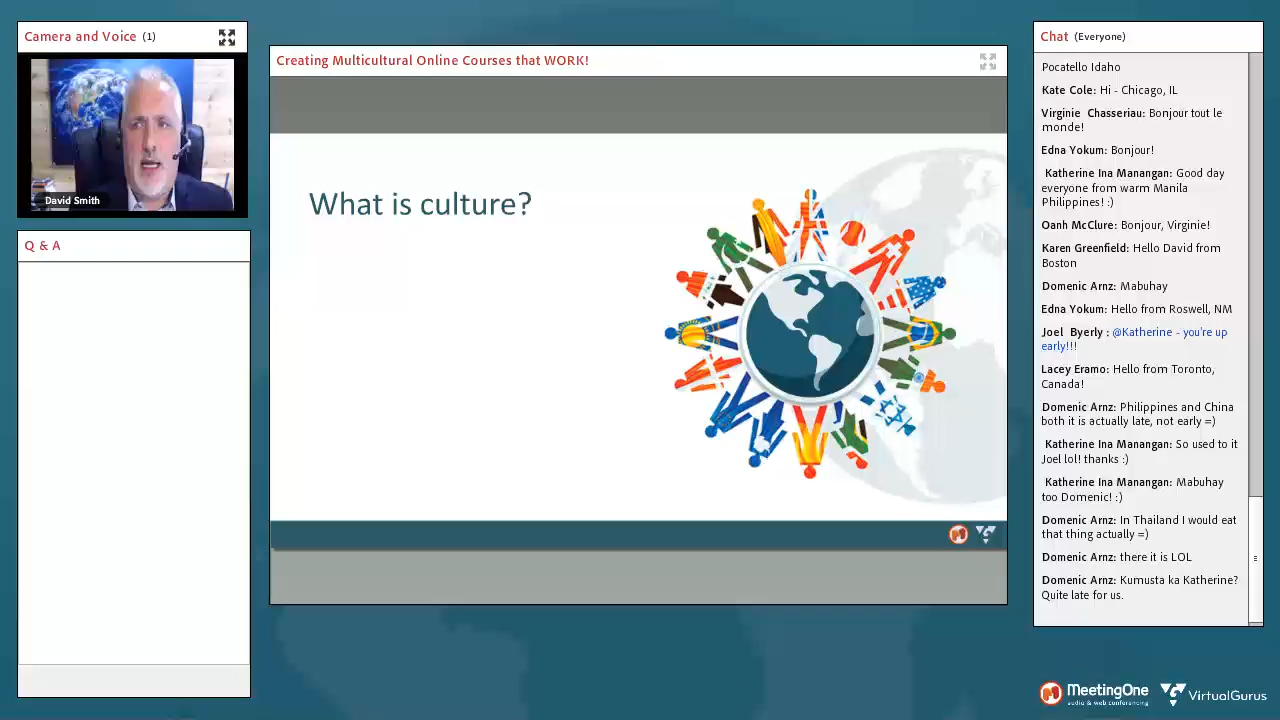 Camera and Voice (1)
David Smith
Q & A
Creating Multicultural Online Courses that WORK!
What is culture?
Chat (Everyone)
Pocatello Idaho
Kate Cole: Hi - Chicago, IL
Virginie Chasseriau: Bonjour tout le
monde!
Edna Yokum: Bonjour!
Katherine Ina Manangan: Good day
everyone from warm Manila
Philippines! :)
Oanh McClure: Bonjour, Virginie!
Karen Greenfield: Hello David from
Boston
Domenic Arnz: Mabuhay
Edna Yokum: Hello from Roswell, NM
Joel Byerly : @Katherine - you're up
early!!!
Lacey Eramo: Hello from Toronto,
Canada!
Domenic Arnz: Philippines and China
both it is actually late, not early =)
Katherine Ina Manangan: So used to it
Joel lol! thanks :)
Katherine Ina Manangan: Mabuhay
too Domenic! :)
Domenic Arnz: In Thailand I would eat
that thing actually =)
Domenic Arnz: there it is LOL
Domenic Arnz: Kumusta ka Katherine?
Quite late for us.
MeetingOne
audio & web conferencing
VirtualGurus